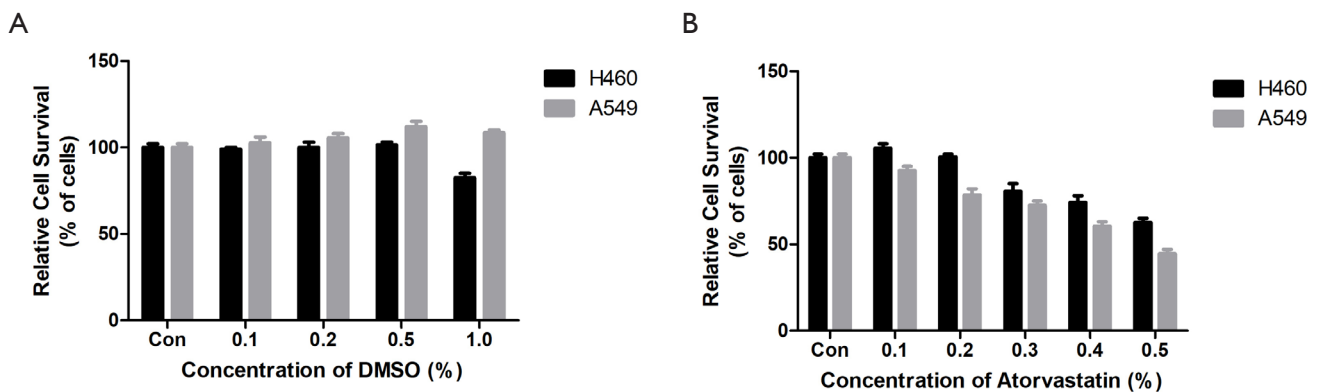 A
150
100
50
0
Relative Cell Survival
(% of cells)
Con 0.1 0.2 0.5 1.0
Concentration of DMSO (%)
H460
A549
B
150
100
50
0
Relative Cell Survival
(% of cells)
Con 0.1 0.2 0.3 0.4 0.5
Concentration of Atorvastatin (%)
H460
A549